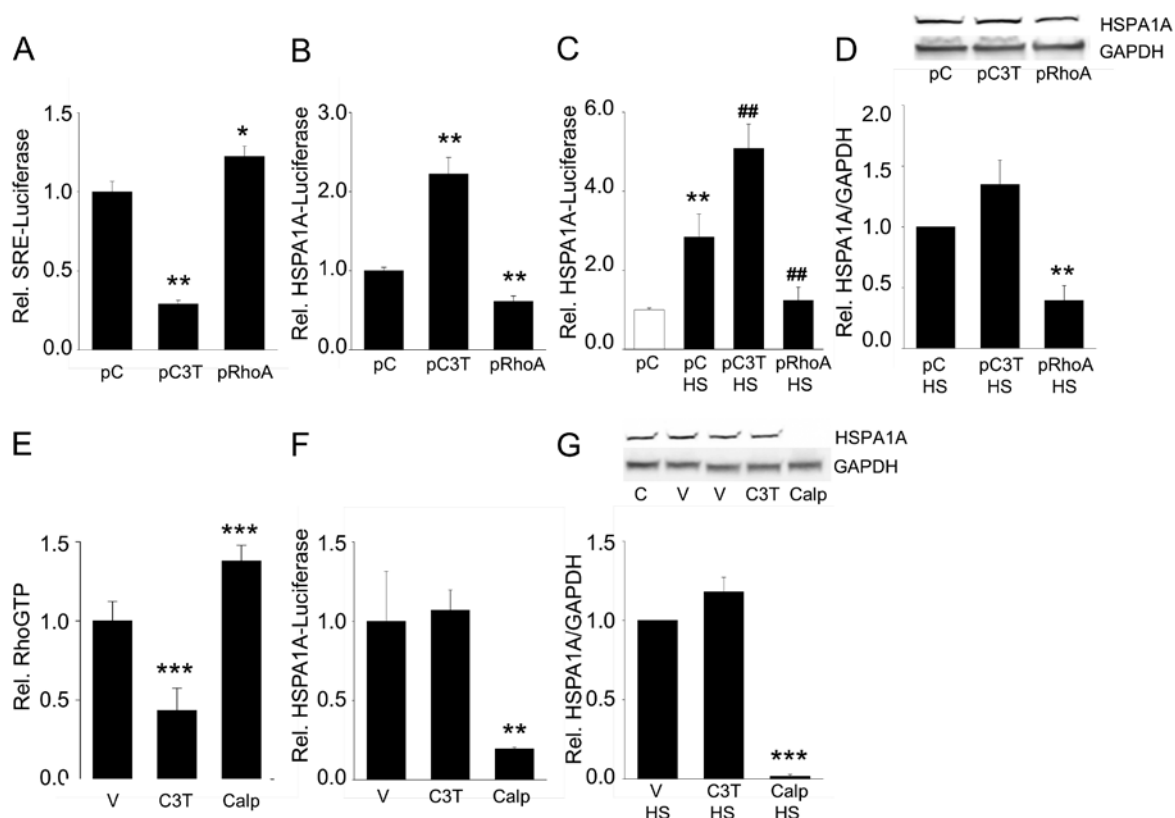 A
Rel. SRE-Luciferase
1.5
1.0
0.5
0.0
**
*
pC pC3T pRhoA
B
Rel. HSPA1A-Luciferase
3.0
2.0
1.0
0.0
**
**
pC pC3T pRhoA
C
Rel. HSPA1A-Luciferase
6.0
4.0
2.0
0.0
**
##
##
pC pC pC3T pRhoA
HS HS HS
D
HSPA1A
GAPDH
pC pC3T pRhoA
Rel. HSPA1A/GAPDH
2.0
1.5
1.0
0.5
0.0
**
pC pC3T pRhoA
HS HS HS
E
Rel. RhoGTP
1.5
1.0
0.5
0.0
***
***
V C3T Calp
F
Rel. HSPA1A-Luciferase
1.5
1.0
0.5
0.0
**
V C3T Calp
G
HSPA1A
GAPDH
C V V C3T Calp
Rel. HSPA1A/GAPDH
1.5
1.0
0.5
0.0
***
V C3T Calp
HS HS HS